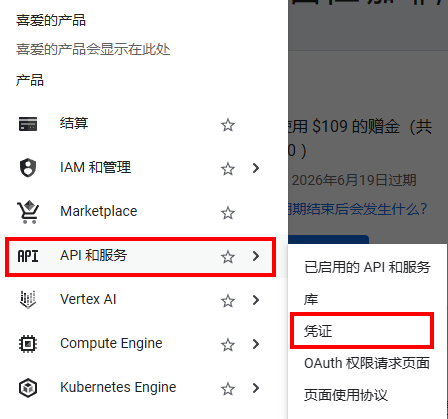 喜爱的产品
喜爱的产品会显示在此处
产品
结算
IAM 和管理
Marketplace
API API 和服务
Vertex AI
Compute Engine
Kubernetes Engine
使用 $109 的赠金（共
0 )
2026年6月19日过期
期结束后会发生什么？
已启用的 API 和服务
库
凭证
OAuth 权限请求页面
页面使用协议